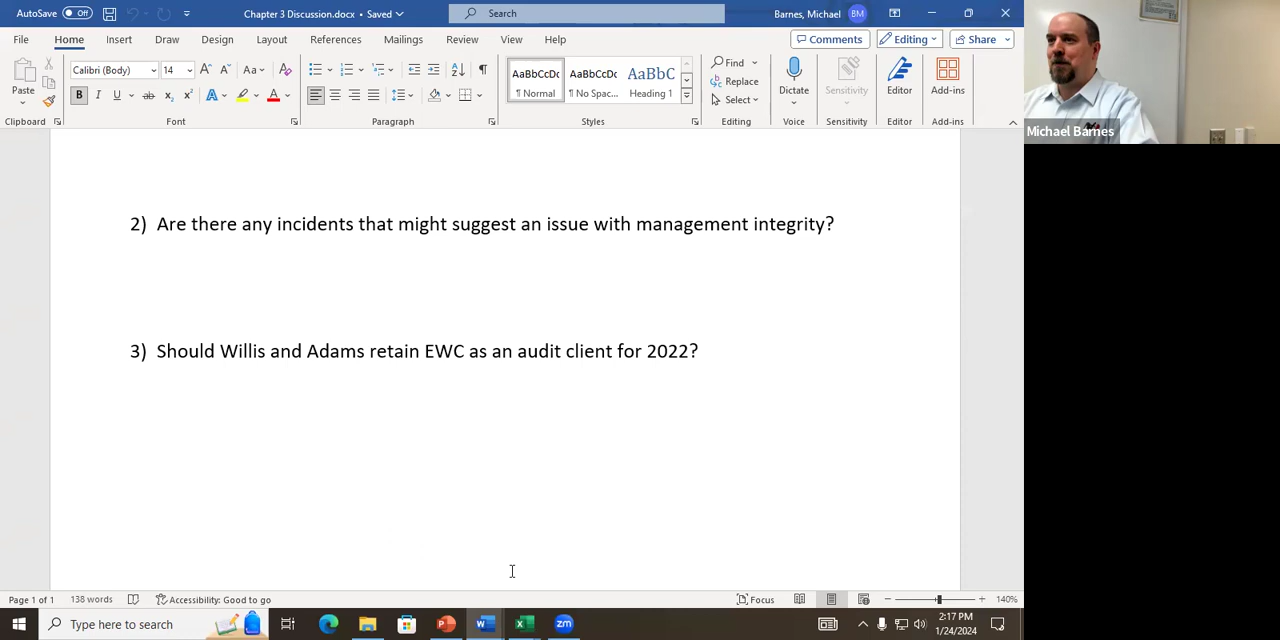 AutoSave Off Chapter 3 Discussion.docx • Saved Search Barnes, Michael BM
File Home Insert Draw Design Layout References Mailings Review View Help Comments Editing Share
Paste Calibri (Body) 14 A A Aa A AaBbCcDc AaBbCcDc AaBbC Find Dictate Sensitivity Editor Add-ins
B I U ab x₂ x² A A ¶ Normal ¶ No Spac... Heading 1 Replace
Select
Clipboard Font Paragraph Styles Editing Voice Sensitivity Editor Add-ins
Michael Barnes
2) Are there any incidents that might suggest an issue with management integrity?
3) Should Willis and Adams retain EWC as an audit client for 2022?
Page 1 of 1 138 words Accessibility: Good to go Focus 140%
Type here to search 2:17 PM
1/24/2024